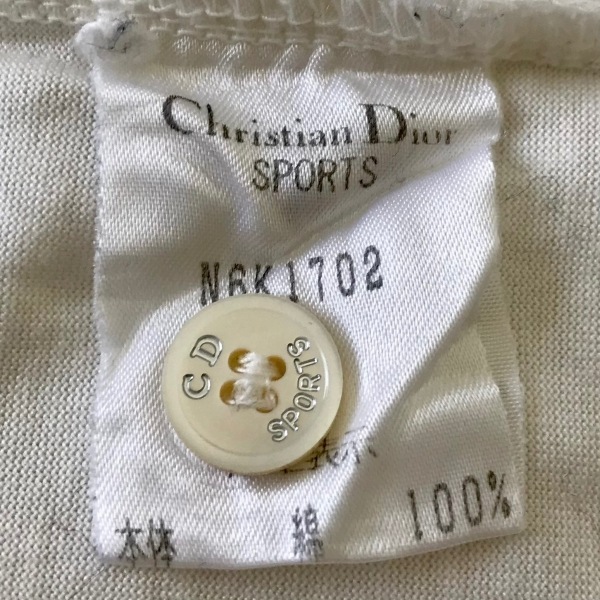 Christian Dior
SPORTS
N6K1702
CD
SPORTS
本体 綿 100%